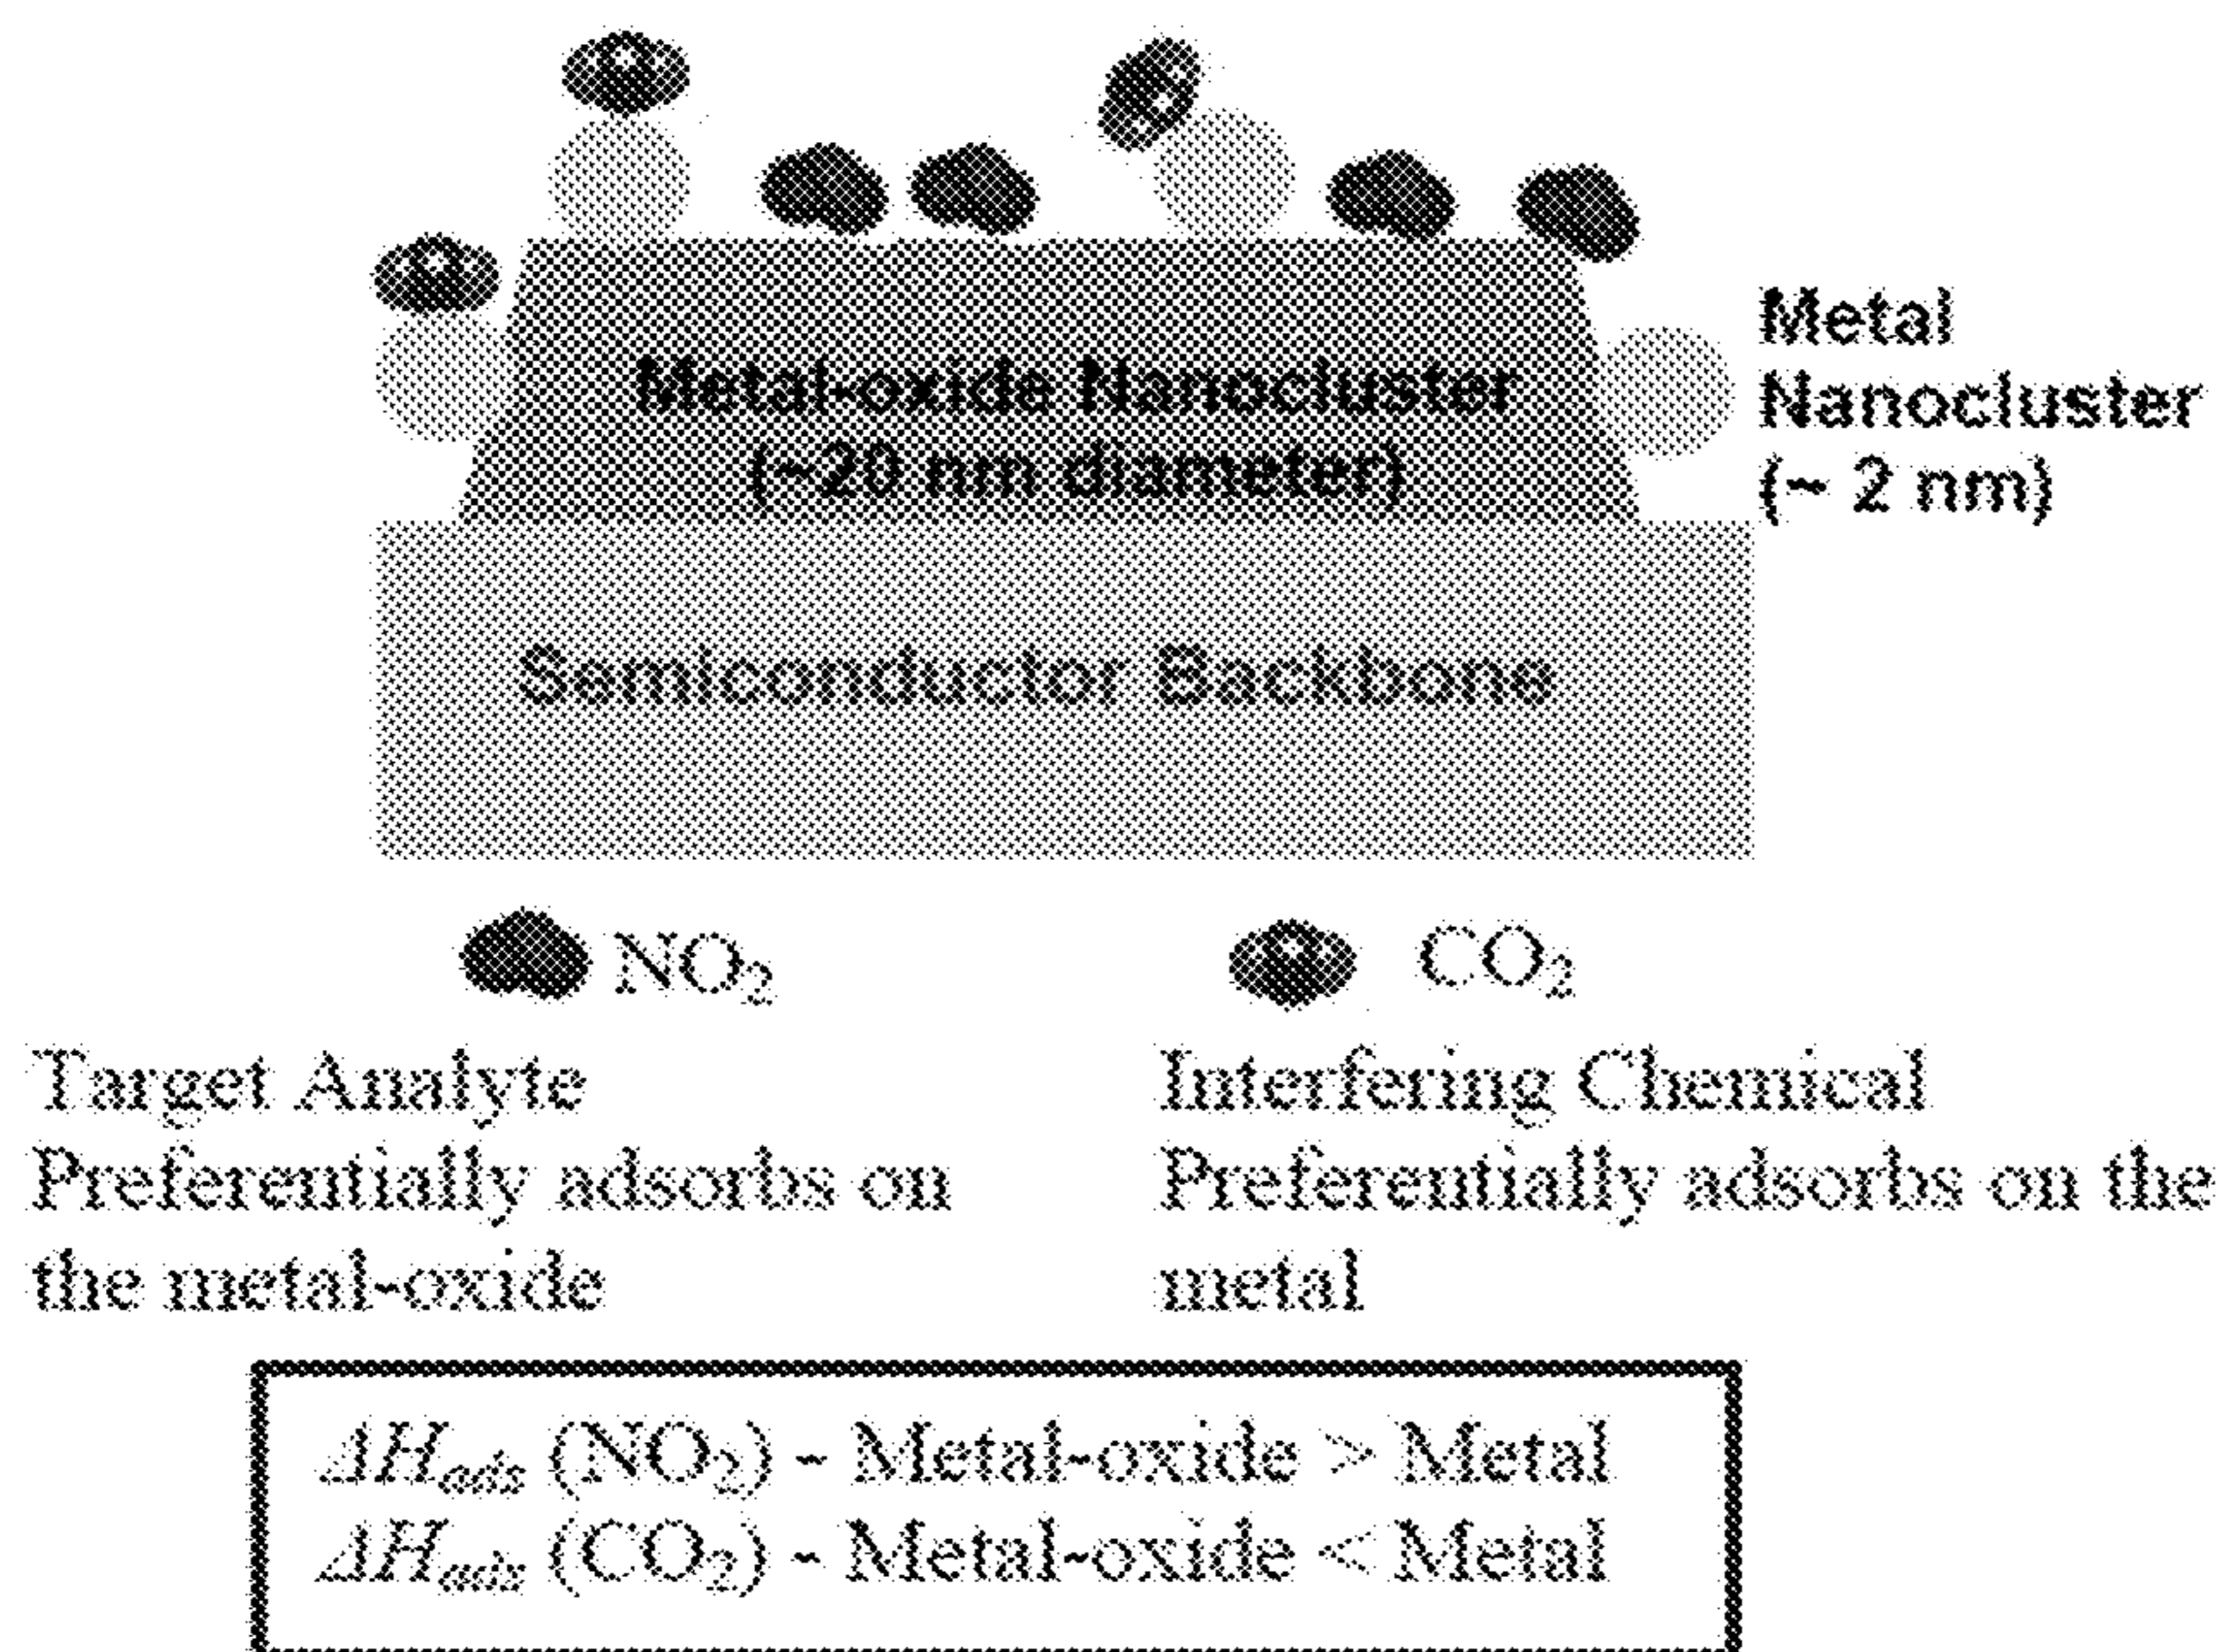 Metal-oxide Nanocluster
(~20 nm diameter)
Metal
Nanocluster
(~ 2 nm)
Semiconductor Backbone
NO₂
CO₂
Target Analyte
Preferentially adsorbs on
the metal-oxide
Interfering Chemical
Preferentially adsorbs on the
metal
ΔHₐds (NO₂) - Metal-oxide > Metal
ΔHₐds (CO₂) - Metal-oxide < Metal